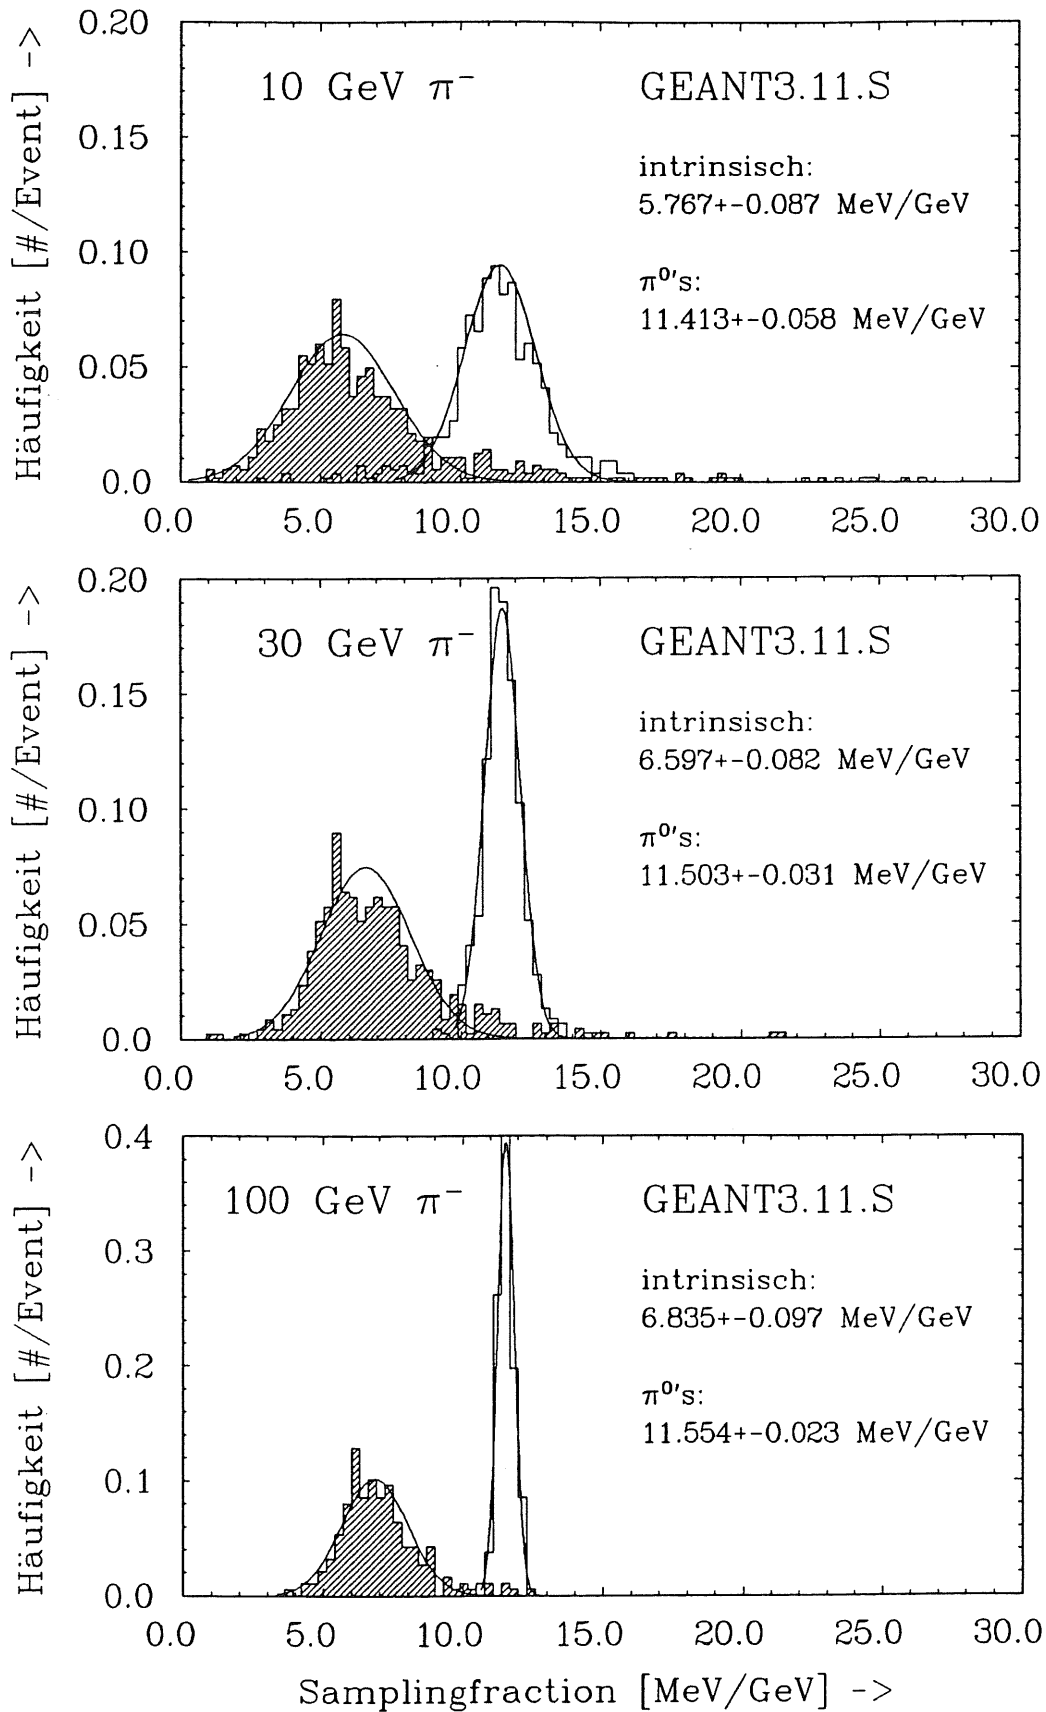 Häufigkeit [#/Event] ->
0.20
0.15
0.10
0.05
0.0
10 GeV π⁻
GEANT3.11.S
intrinsisch:
5.767+-0.087 MeV/GeV
π⁰'s:
11.413+-0.058 MeV/GeV
0.0 5.0 10.0 15.0 20.0 25.0 30.0
Häufigkeit [#/Event] ->
0.20
0.15
0.10
0.05
0.0
30 GeV π⁻
GEANT3.11.S
intrinsisch:
6.597+-0.082 MeV/GeV
π⁰'s:
11.503+-0.031 MeV/GeV
0.0 5.0 10.0 15.0 20.0 25.0 30.0
Häufigkeit [#/Event] ->
0.4
0.3
0.2
0.1
0.0
100 GeV π⁻
GEANT3.11.S
intrinsisch:
6.835+-0.097 MeV/GeV
π⁰'s:
11.554+-0.023 MeV/GeV
0.0 5.0 10.0 15.0 20.0 25.0 30.0
Samplingfraction [MeV/GeV] ->